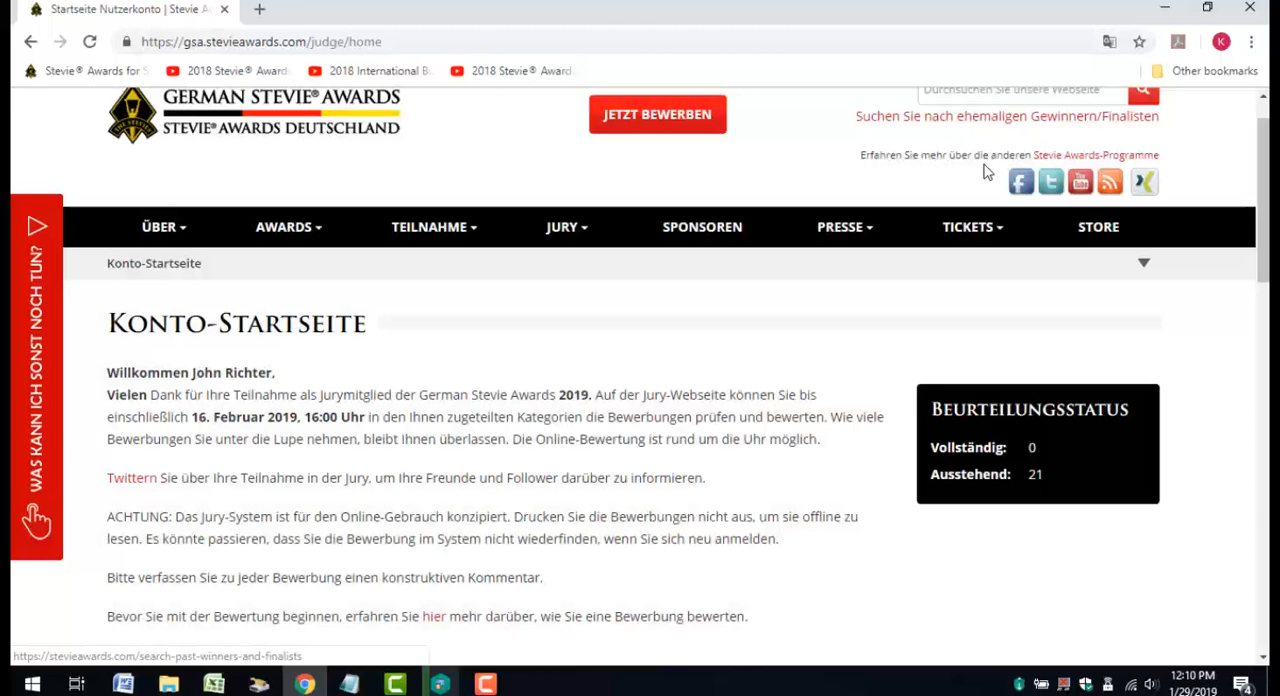 Startseite Nutzerkonto | Stevie A
https://gsa.stevieawards.com/judge/home
K
Stevie® Awards for S
2018 Stevie® Award
2018 International B
2018 Stevie® Award
Other bookmarks
GERMAN STEVIE® AWARDS
STEVIE® AWARDS DEUTSCHLAND
JETZT BEWERBEN
Durchsuchen Sie unsere Webseite
Suchen Sie nach ehemaligen Gewinnern/Finalisten
Erfahren Sie mehr über die anderen Stevie Awards-Programme
You Tube
WAS KANN ICH SONST NOCH TUN?
ÜBER AWARDS TEILNAHME JURY SPONSOREN PRESSE TICKETS STORE
Konto-Startseite
KONTO-STARTSEITE
Willkommen John Richter,
Vielen Dank für Ihre Teilnahme als Jurymitglied der German Stevie Awards 2019. Auf der Jury-Webseite können Sie bis
einschließlich 16. Februar 2019, 16:00 Uhr in den Ihnen zugeteilten Kategorien die Bewerbungen prüfen und bewerten. Wie viele
Bewerbungen Sie unter die Lupe nehmen, bleibt Ihnen überlassen. Die Online-Bewertung ist rund um die Uhr möglich.
Twittern Sie über Ihre Teilnahme in der Jury, um Ihre Freunde und Follower darüber zu informieren.
ACHTUNG: Das Jury-System ist für den Online-Gebrauch konzipiert. Drucken Sie die Bewerbungen nicht aus, um sie offline zu
lesen. Es könnte passieren, dass Sie die Bewerbung im System nicht wiederfinden, wenn Sie sich neu anmelden.
Bitte verfassen Sie zu jeder Bewerbung einen konstruktiven Kommentar.
Bevor Sie mit der Bewertung beginnen, erfahren Sie hier mehr darüber, wie Sie eine Bewerbung bewerten.
BEURTEILUNGSSTATUS
Vollständig: 0
Ausstehend: 21
https://stevieawards.com/search-past-winners-and-finalists
12:10 PM
1/29/2019
4